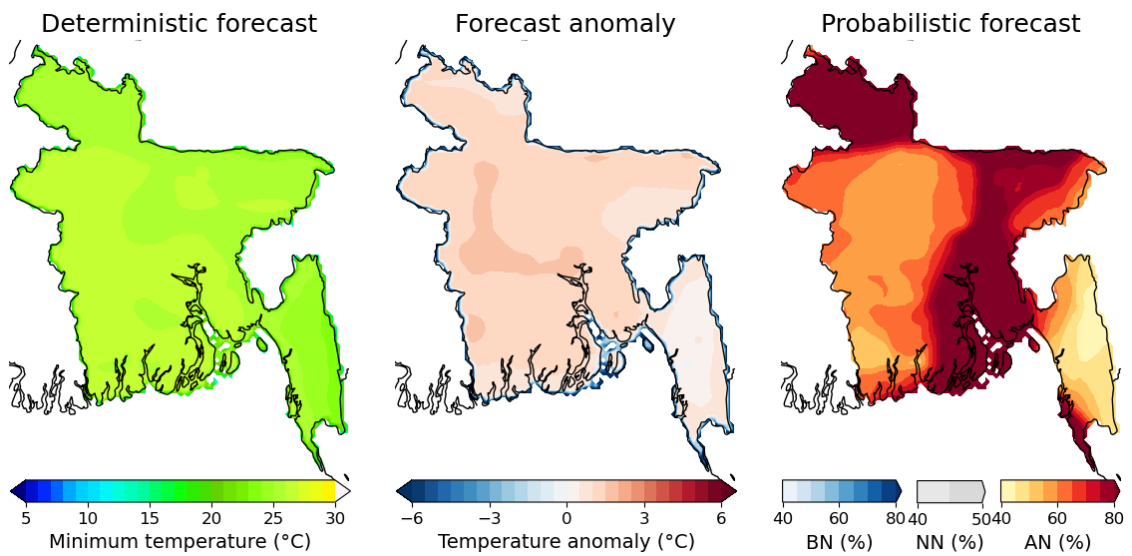 Deterministic forecast
Forecast anomaly
Probabilistic forecast
5 10 15 20 25 30
Minimum temperature (°C)
−6 −3 0 3 6
Temperature anomaly (°C)
40 60 80
BN (%)
40 50
NN (%)
40 60 80
AN (%)